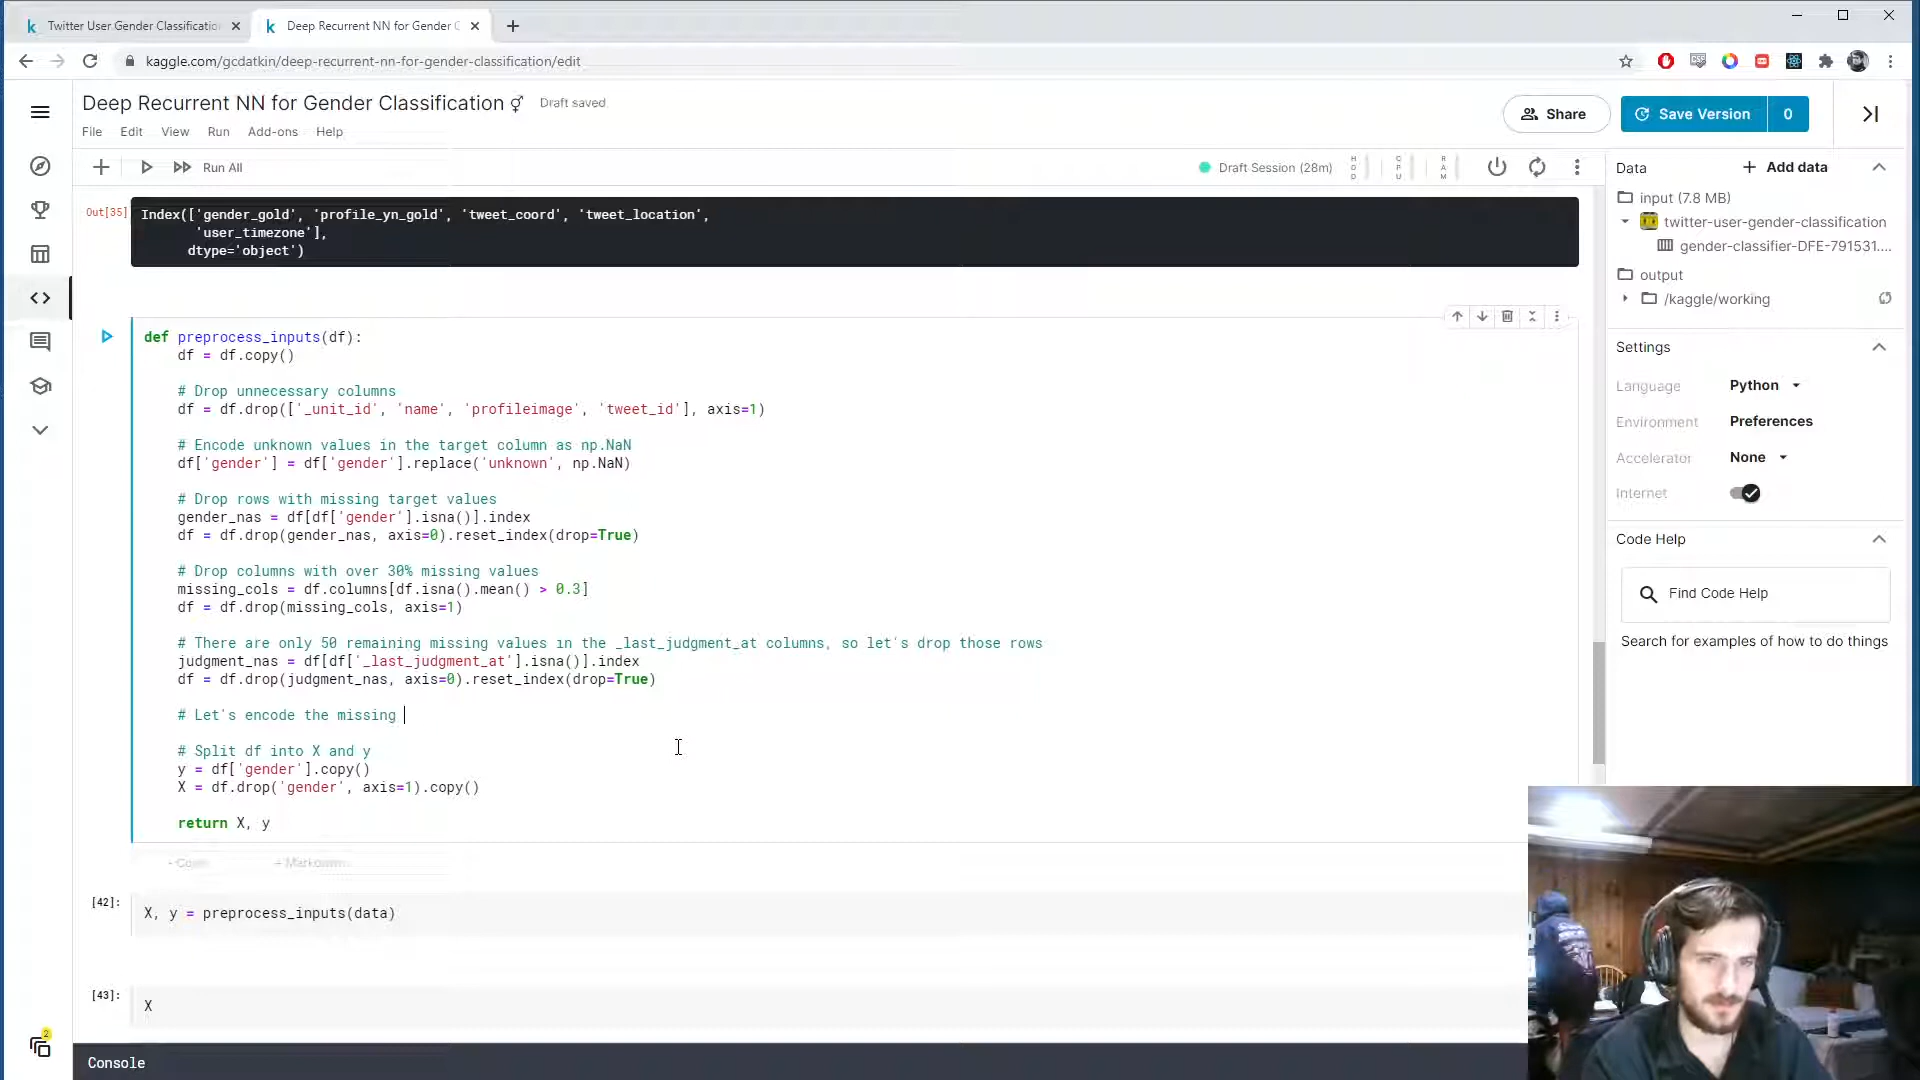 Twitter User Gender Classificatio
Deep Recurrent NN for Gender C
kaggle.com/gcdatkin/deep-recurrent-nn-for-gender-classification/edit
Deep Recurrent NN for Gender Classification ⚥
Draft saved
File Edit View Run Add-ons Help
Share
Save Version
0
Run All
Draft Session (28m)
HDD
CPU
RAM
Out[35]
Index(['gender_gold', 'profile_yn_gold', 'tweet_coord', 'tweet_location',
'user_timezone'],
dtype='object')
def preprocess_inputs(df):
df = df.copy()
# Drop unnecessary columns
df = df.drop(['_unit_id', 'name', 'profileimage', 'tweet_id'], axis=1)
# Encode unknown values in the target column as np.NaN
df['gender'] = df['gender'].replace('unknown', np.NaN)
# Drop rows with missing target values
gender_nas = df[df['gender'].isna()].index
df = df.drop(gender_nas, axis=0).reset_index(drop=True)
# Drop columns with over 30% missing values
missing_cols = df.columns[df.isna().mean() > 0.3]
df = df.drop(missing_cols, axis=1)
# There are only 50 remaining missing values in the _last_judgment_at columns, so let's drop those rows
judgment_nas = df[df['_last_judgment_at'].isna()].index
df = df.drop(judgment_nas, axis=0).reset_index(drop=True)
# Let's encode the missing
# Split df into X and y
y = df['gender'].copy()
X = df.drop('gender', axis=1).copy()
return X, y
+ Code
+ Markdown
[42]:
X, y = preprocess_inputs(data)
[43]:
X
Console
2
Data
+ Add data
input (7.8 MB)
twitter-user-gender-classification
gender-classifier-DFE-791531....
output
/kaggle/working
Settings
Language
Python
Environment
Preferences
Accelerator
None
Internet
Code Help
Find Code Help
Search for examples of how to do things